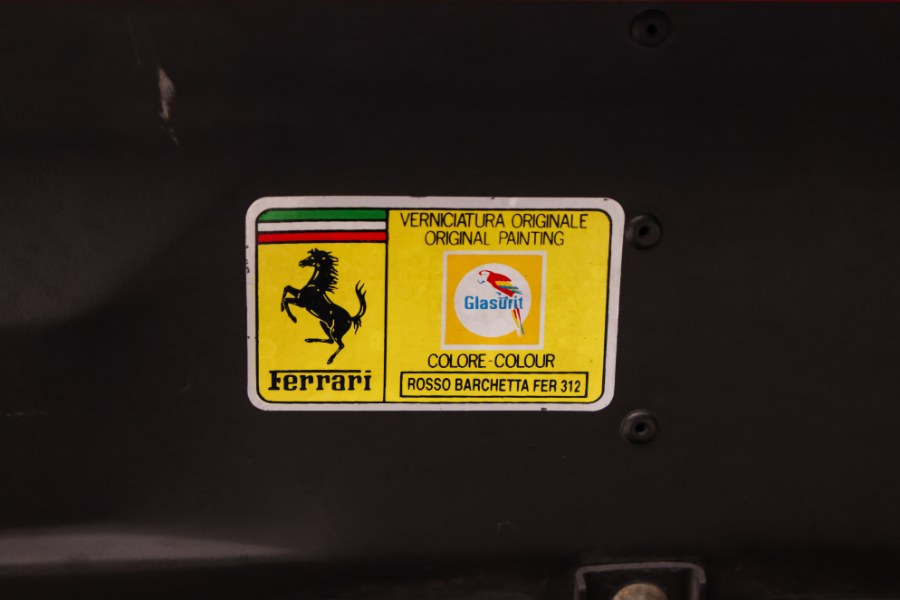 VERNICIATURA ORIGINALE
ORIGINAL PAINTING
Glasurit
COLORE-COLOUR
ROSSO BARCHETTA FER 312
Ferrari